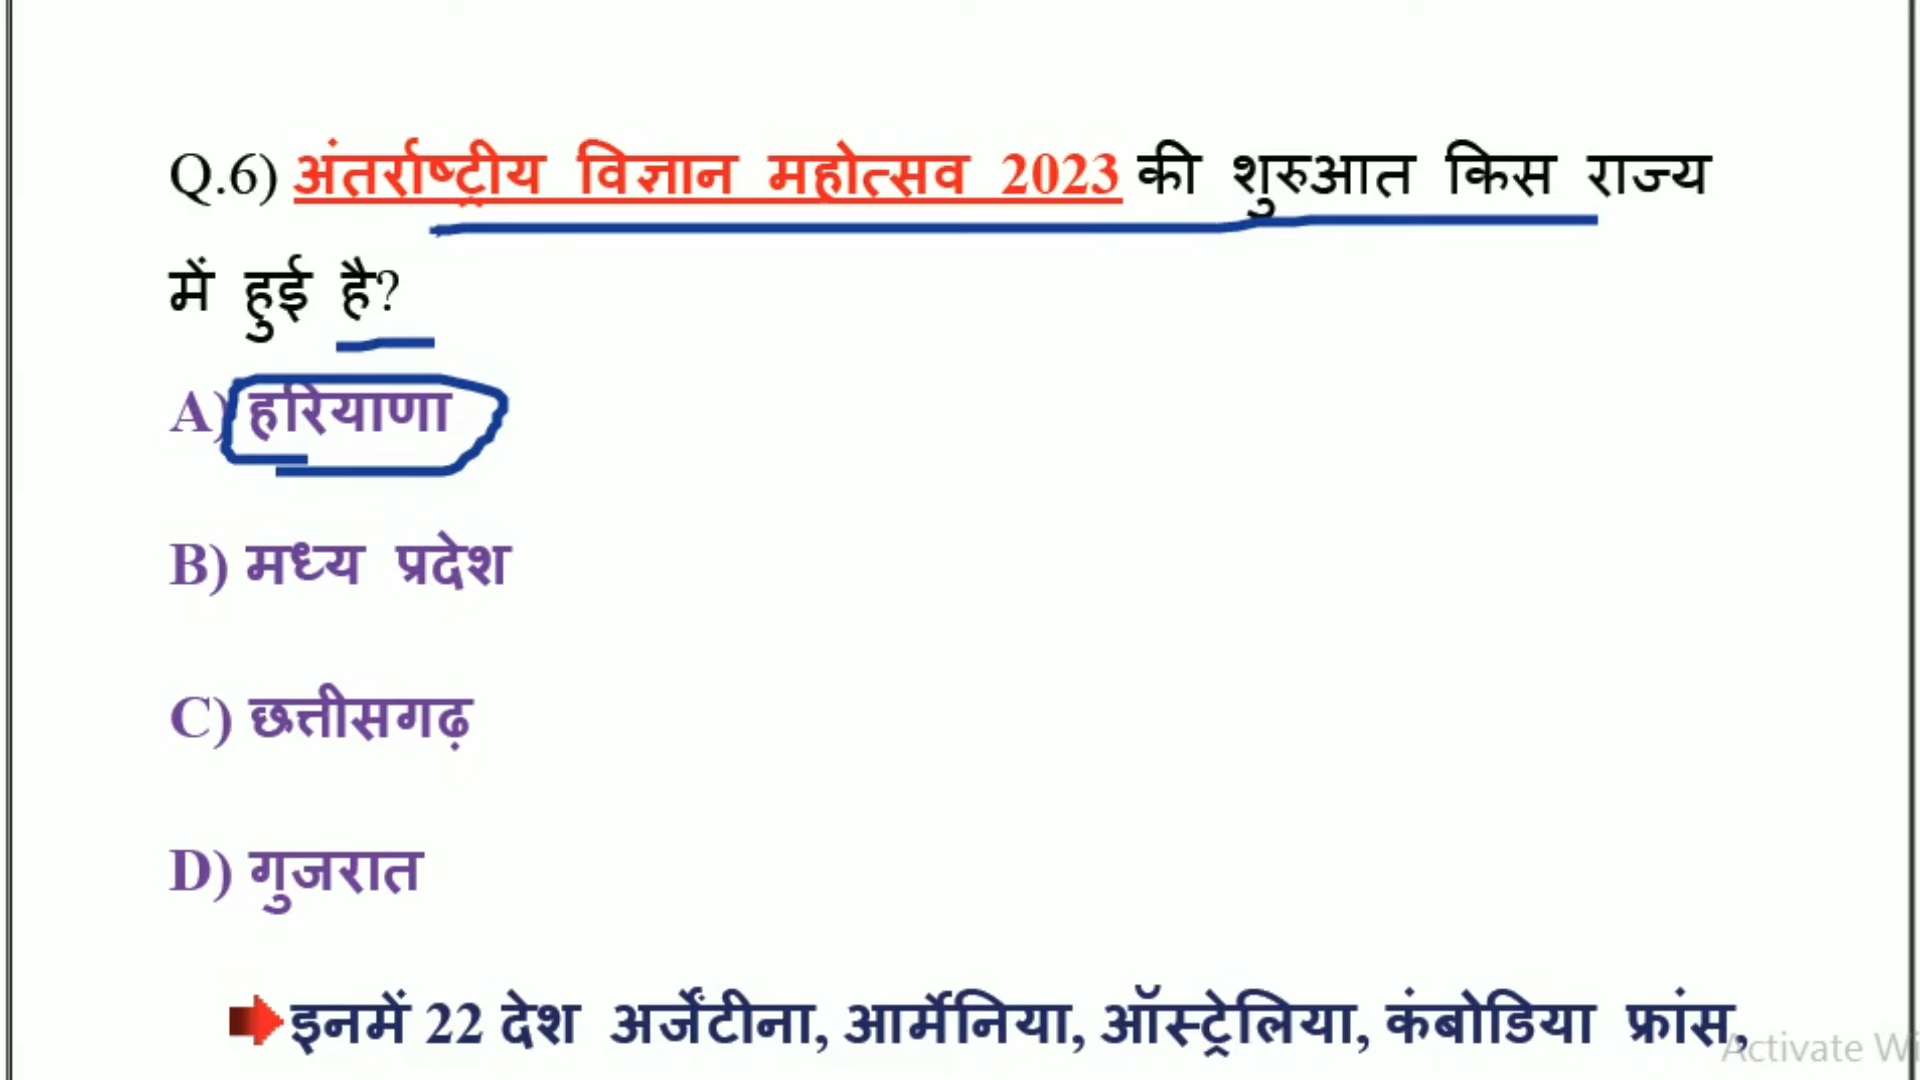 Q.6) अंतर्राष्ट्रीय विज्ञान महोत्सव 2023 की शुरुआत किस राज्य
में हुई है?
A) हरियाणा
B) मध्य प्रदेश
C) छत्तीसगढ़
D) गुजरात
इनमें 22 देश अर्जेंटीना, आर्मेनिया, ऑस्ट्रेलिया, कंबोडिया फ्रांस,
Activate Wi